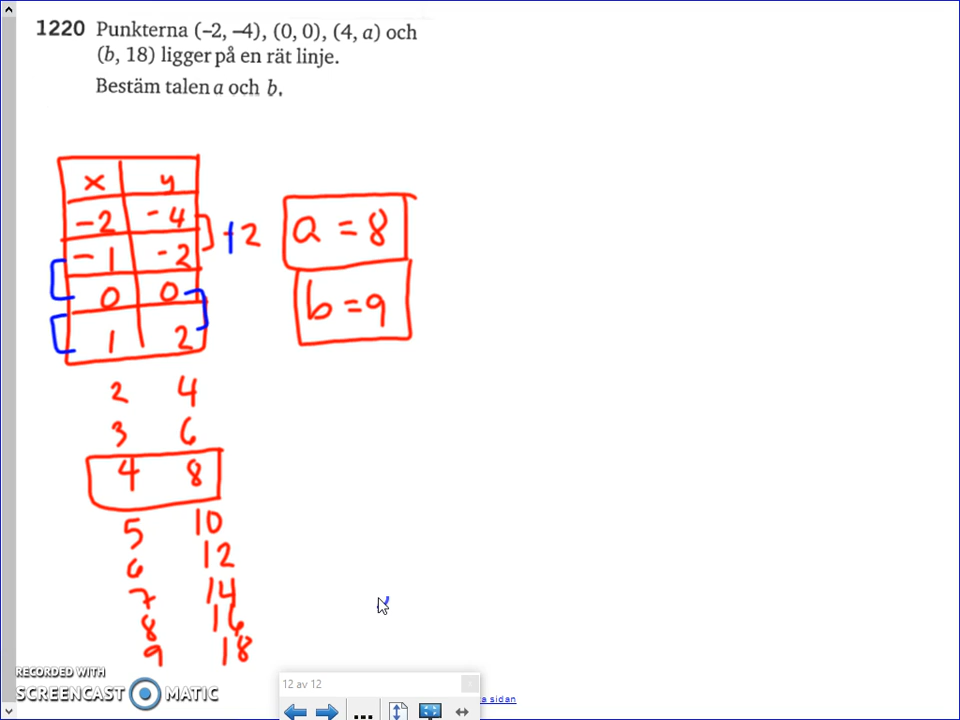 1220 Punkterna (–2, –4), (0, 0), (4, a) och
(b, 18) ligger på en rät linje.
Bestäm talen a och b.
x y
-2 -4
-1 -2
0 0
1 2
2 4
3 6
4 8
5 10
6 12
7 14
8 16
9 18
+2
a = 8
b = 9
RECORDED WITH
SCREENCAST MATIC
12 av 12
a sidan